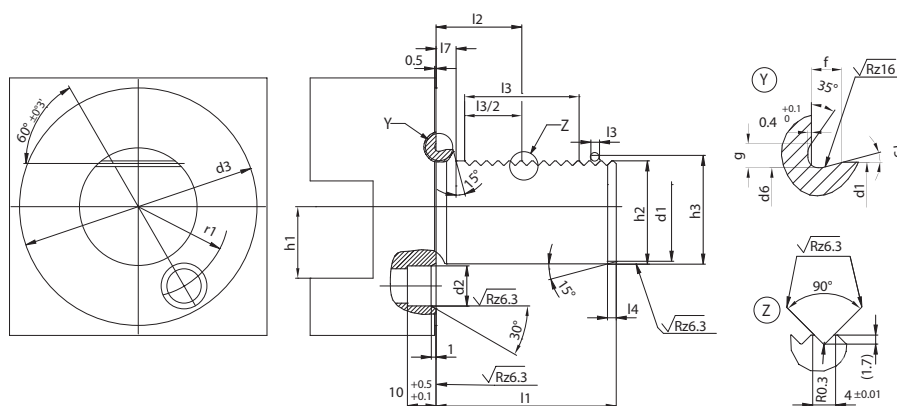 60° ±0°3'
d3
r1
l2
l7
0.5
l3
l3/2
Y
Z
l3
15°
h1
h2
d1
h3
d2
√Rz6.3
15°
l4
√Rz6.3
30°
1
10 +0.5 +0.1
√Rz6.3
l1
Y
f
√Rz16
35°
0.4 +0.1 0
g
d6
d1
√Rz6.3
90°
Z
(1.7)
R0.3
4 ±0.01